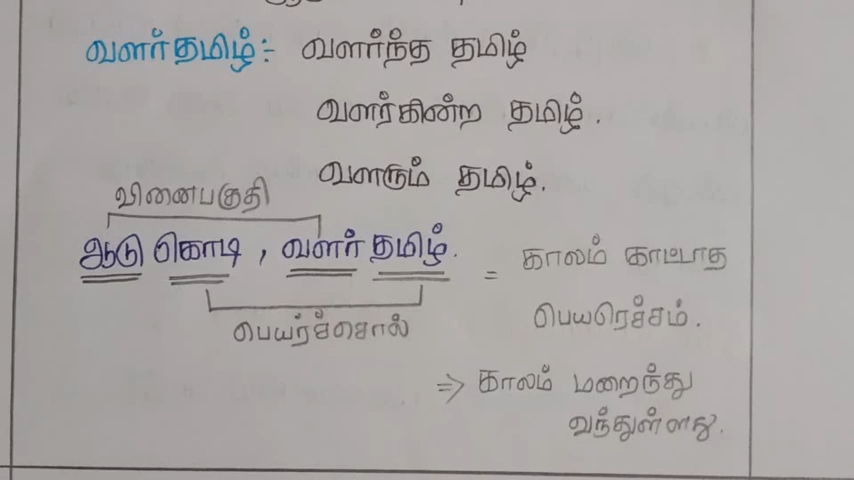 வளர்தமிழ் :- வளர்ந்த தமிழ்
வளர்கின்ற தமிழ்.
வளரும் தமிழ்.
வினைபகுதி
ஆடு கொடி, வளர் தமிழ். = காலம் காட்டாத
பெயரெச்சம்.
பெயர்ச்சொல்
⇒ காலம் மறைந்து
வந்துள்ளது.